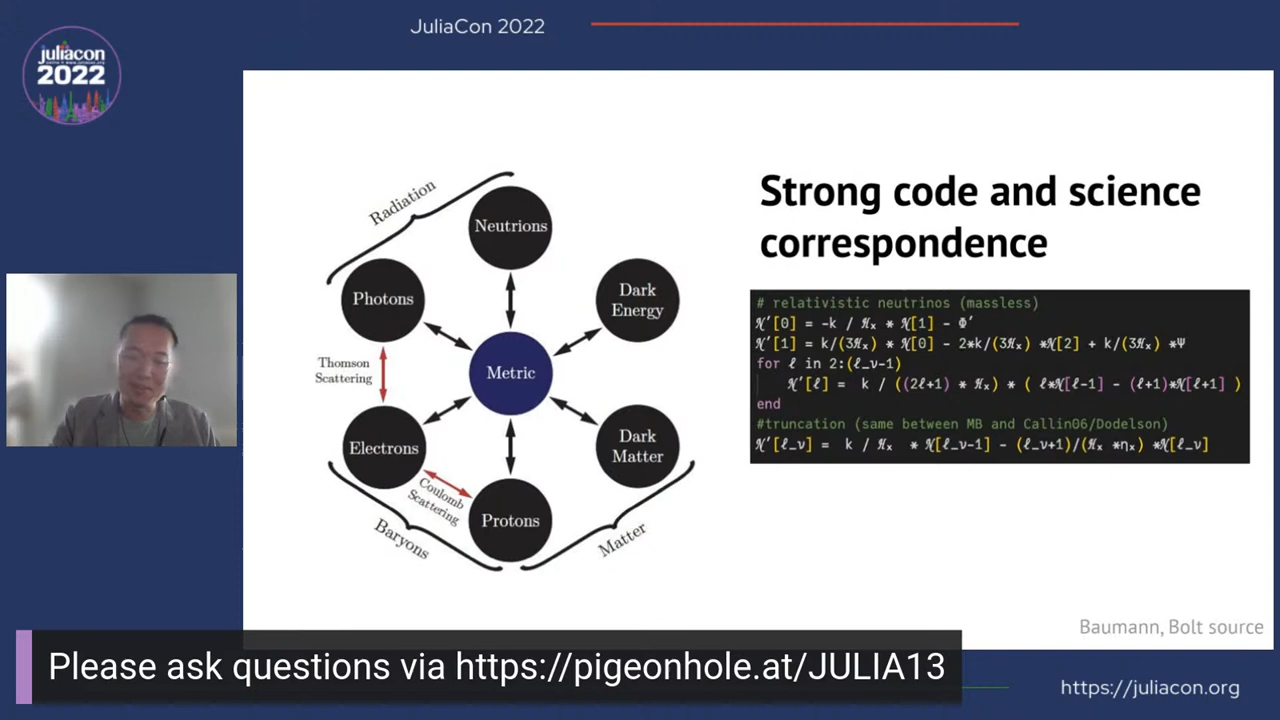 JuliaCon 2022
juliacon
2022
Radiation
Neutrions
Photons
Dark
Energy
Thomson
Scattering
Metric
Electrons
Dark
Matter
Coulomb
Scattering
Protons
Baryons
Matter
Strong code and science
correspondence
# relativistic neutrinos (massless)
𝒩′[0] = -k / ℋₓ * 𝒩[1] - Φ′
𝒩′[1] = k/(3ℋₓ) * 𝒩[0] - 2*k/(3ℋₓ) *𝒩[2] + k/(3ℋₓ) *Ψ
for ℓ in 2:(ℓ_ν-1)
𝒩′[ℓ] = k / ((2ℓ+1) * ℋₓ) * ( ℓ*𝒩[ℓ-1] - (ℓ+1)*𝒩[ℓ+1] )
end
#truncation (same between MB and Callin06/Dodelson)
𝒩′[ℓ_ν] = k / ℋₓ * 𝒩[ℓ_ν-1] - (ℓ_ν+1)/(ℋₓ *ηₓ) *𝒩[ℓ_ν]
Baumann, Bolt source
Please ask questions via https://pigeonhole.at/JULIA13
https://juliacon.org